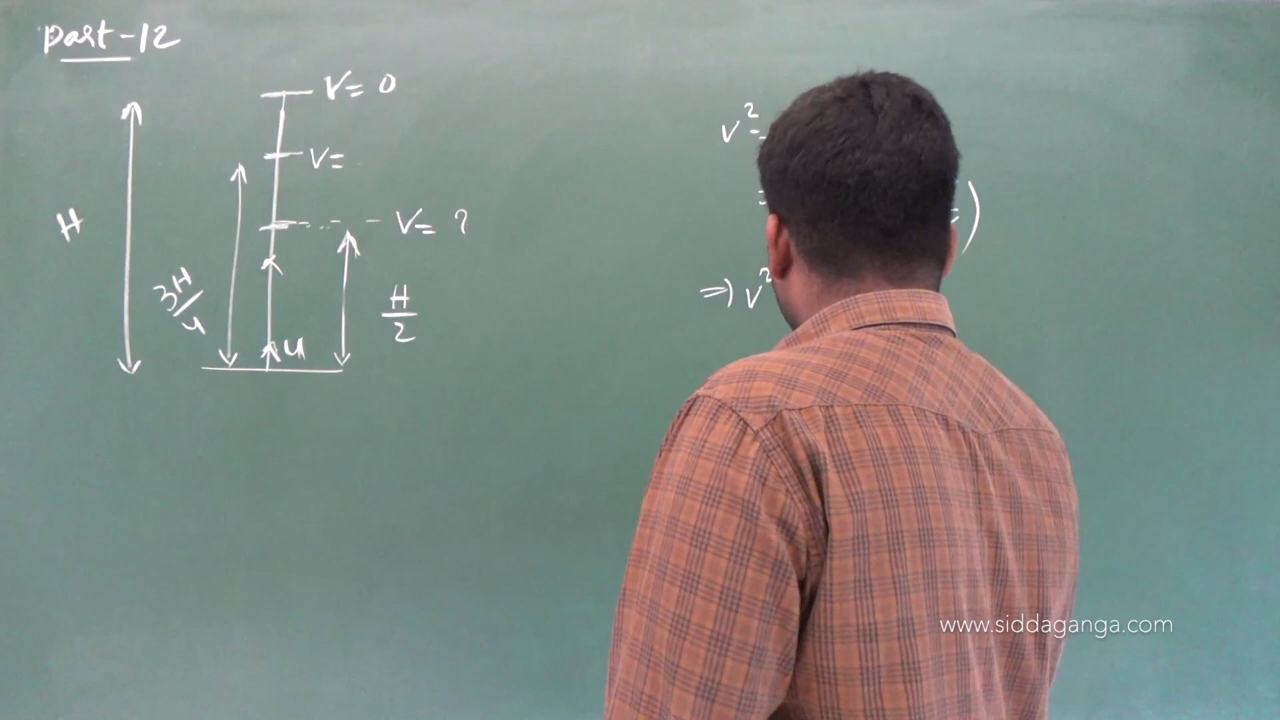 Part-12
V= 0
V=
V= ?
H
3H/4
H/2
u
v²=
)
⇒ v²
www.siddaganga.com